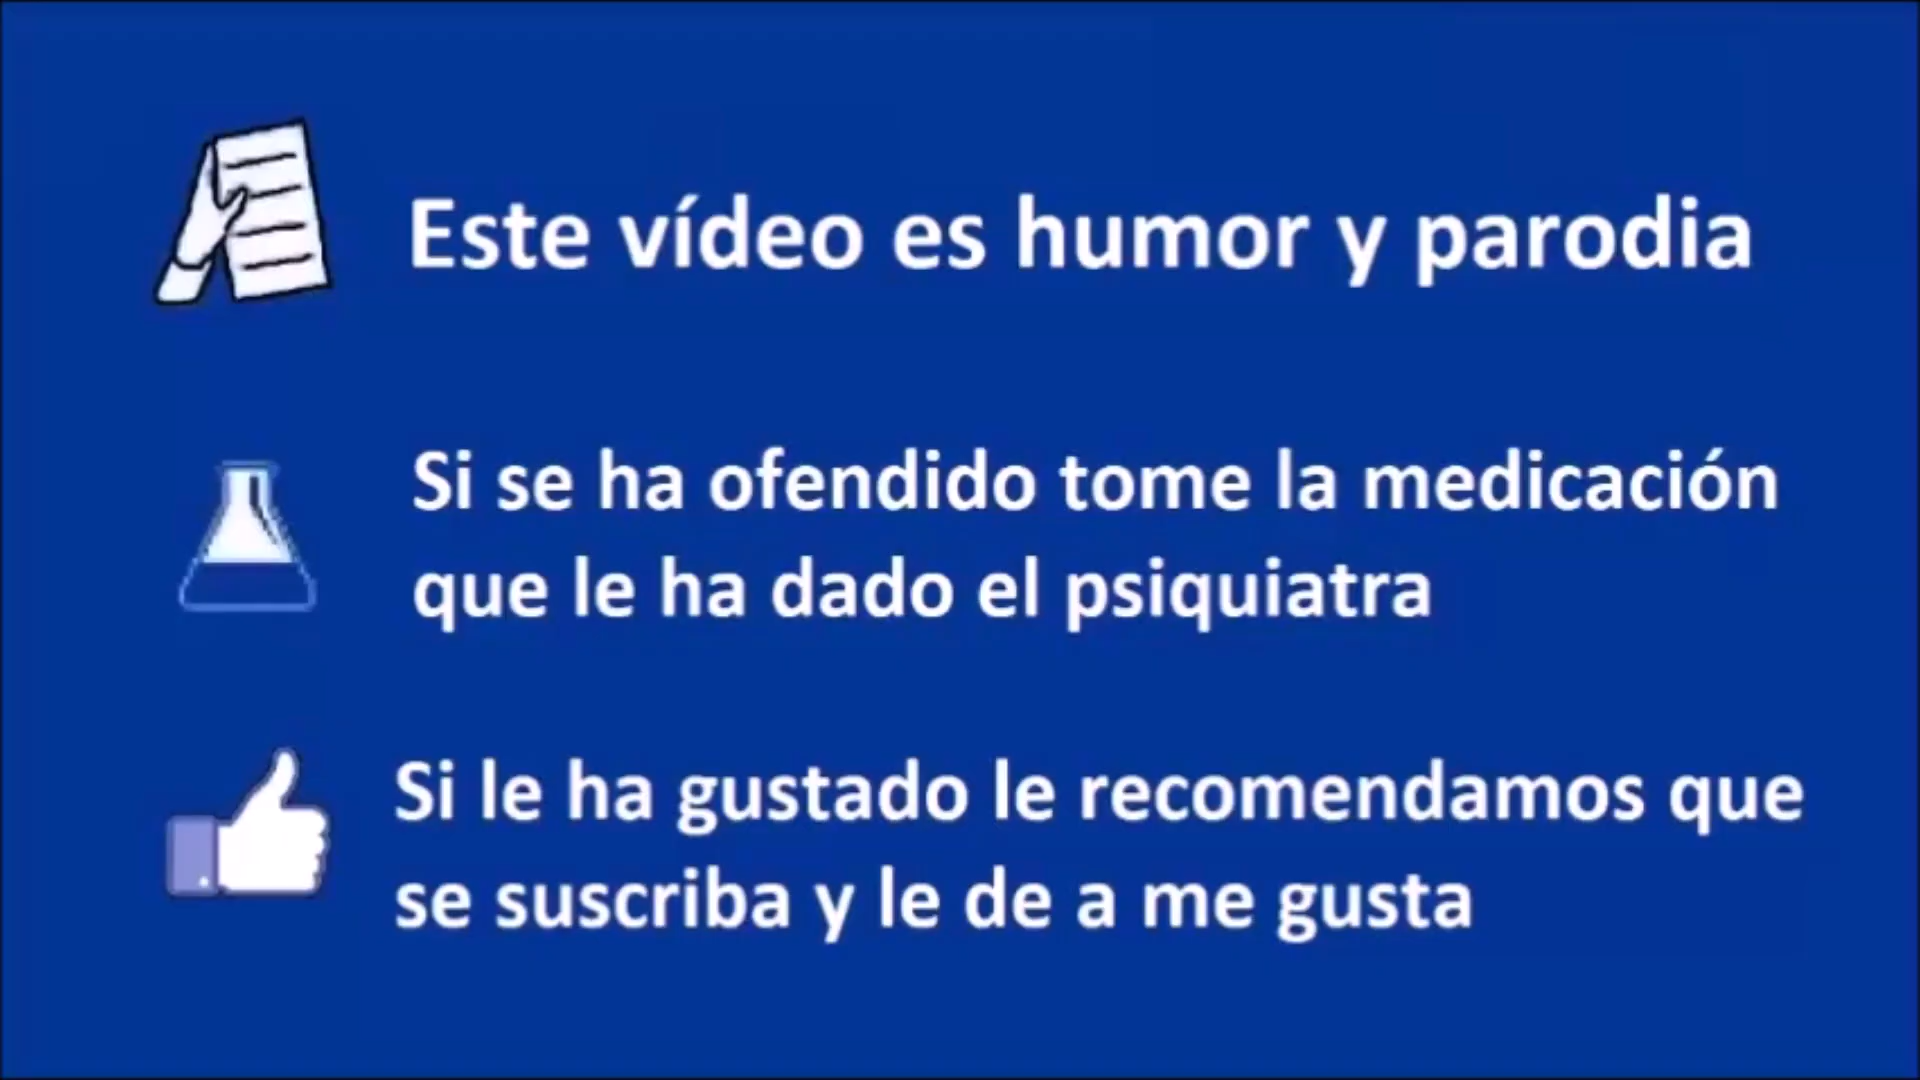 Este vídeo es humor y parodia
Si se ha ofendido tome la medicación
que le ha dado el psiquiatra
Si le ha gustado le recomendamos que
se suscriba y le de a me gusta